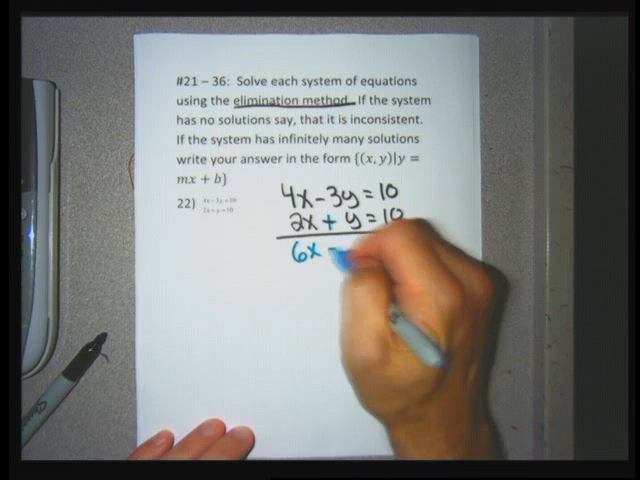 #21 – 36: Solve each system of equations
using the elimination method. If the system
has no solutions say, that it is inconsistent.
If the system has infinitely many solutions
write your answer in the form {(x, y)|y =
mx + b}
22)
4x - 3y = 10
2x + y = 10
6x -